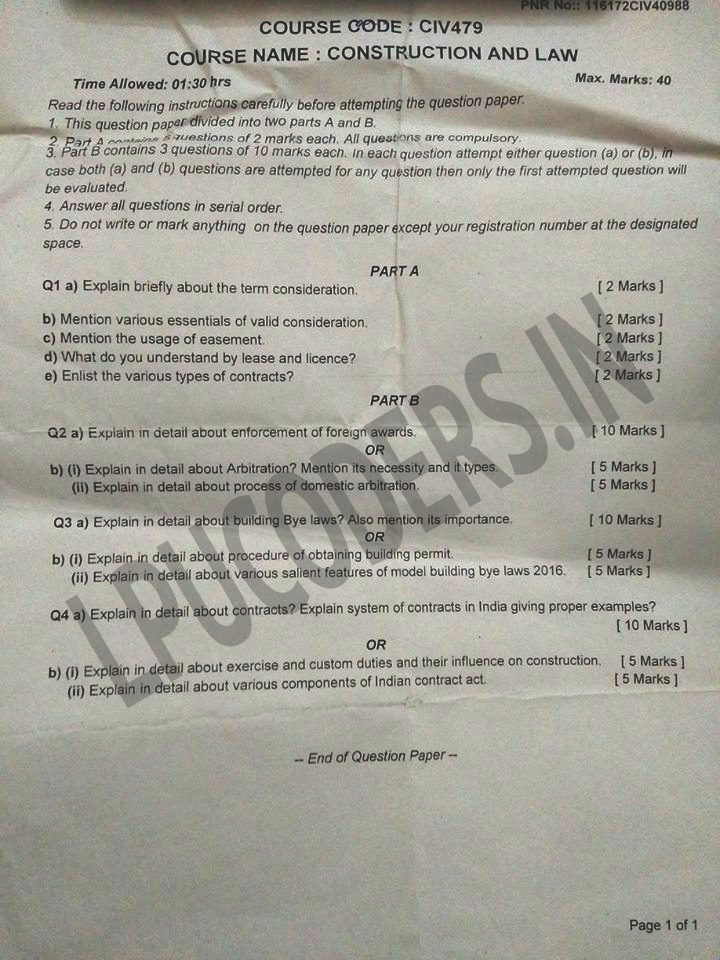 PNR No:: 116172CIV40988
COURSE CODE : CIV479
COURSE NAME : CONSTRUCTION AND LAW
Time Allowed: 01:30 hrs
Max. Marks: 40
Read the following instructions carefully before attempting the question paper.
1. This question paper divided into two parts A and B.
2. Part A contains 5 questions of 2 marks each. All questions are compulsory.
3. Part B contains 3 questions of 10 marks each. In each question attempt either question (a) or (b), in
case both (a) and (b) questions are attempted for any question then only the first attempted question will
be evaluated.
4. Answer all questions in serial order.
5. Do not write or mark anything on the question paper except your registration number at the designated
space.
PART A
Q1 a) Explain briefly about the term consideration. [ 2 Marks ]
b) Mention various essentials of valid consideration. [ 2 Marks ]
c) Mention the usage of easement. [ 2 Marks ]
d) What do you understand by lease and licence? [ 2 Marks ]
e) Enlist the various types of contracts? [ 2 Marks ]
PART B
Q2 a) Explain in detail about enforcement of foreign awards. [ 10 Marks ]
OR
b) (i) Explain in detail about Arbitration? Mention its necessity and it types. [ 5 Marks ]
(ii) Explain in detail about process of domestic arbitration. [ 5 Marks ]
Q3 a) Explain in detail about building Bye laws? Also mention its importance. [ 10 Marks ]
OR
b) (i) Explain in detail about procedure of obtaining building permit. [ 5 Marks ]
(ii) Explain in detail about various salient features of model building bye laws 2016. [ 5 Marks ]
Q4 a) Explain in detail about contracts? Explain system of contracts in India giving proper examples?
[ 10 Marks ]
OR
b) (i) Explain in detail about exercise and custom duties and their influence on construction. [ 5 Marks ]
(ii) Explain in detail about various components of Indian contract act. [ 5 Marks ]
-- End of Question Paper --
Page 1 of 1
LPUCODERS.IN